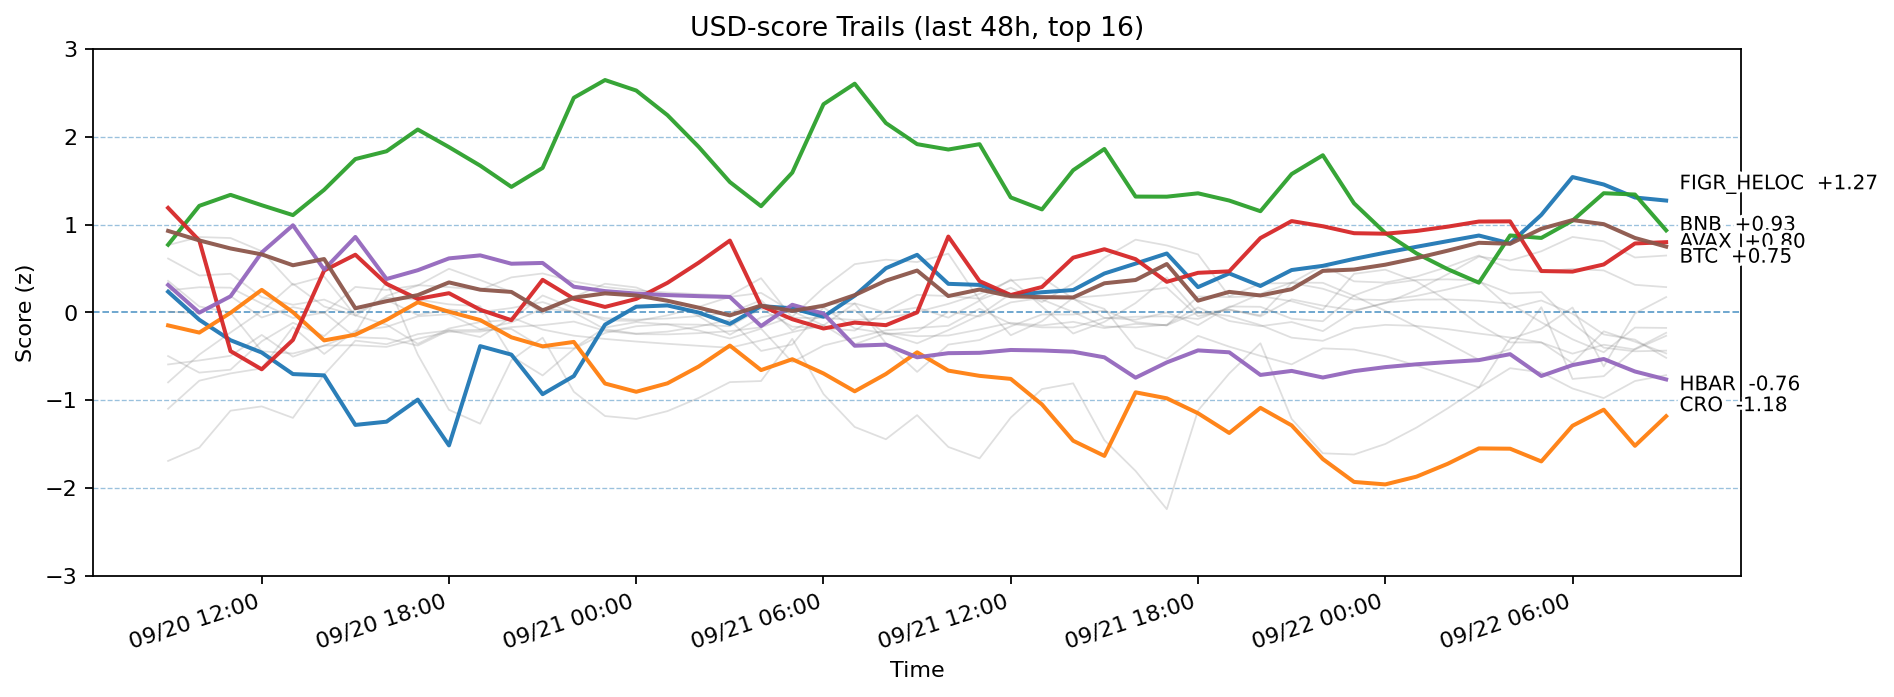 USD-score Trails (last 48h, top 16)
3
2
1
0
−1
−2
−3
Score (z)
FIGR_HELOC +1.27
BNB +0.93
AVAX +0.80
BTC +0.75
HBAR -0.76
CRO -1.18
09/20 12:00
09/20 18:00
09/21 00:00
09/21 06:00
09/21 12:00
09/21 18:00
09/22 00:00
09/22 06:00
Time